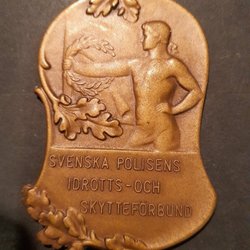 SVENSKA POLISENS
IDROTTS-OCH
SKYTTEFÖRBUND